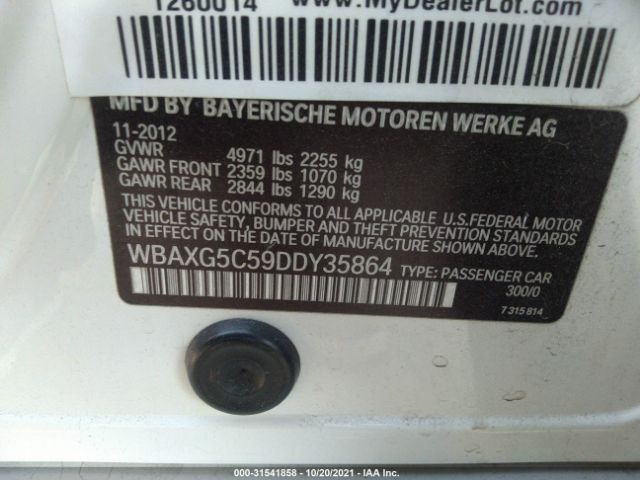 1260014 www.MyDealerLot.com
MFD BY BAYERISCHE MOTOREN WERKE AG
11-2012
GVWR 4971 lbs 2255 kg
GAWR FRONT 2359 lbs 1070 kg
GAWR REAR 2844 lbs 1290 kg
THIS VEHICLE CONFORMS TO ALL APPLICABLE U.S.FEDERAL MOTOR
VEHICLE SAFETY, BUMPER, AND THEFT PREVENTION STANDARDS
IN EFFECT ON THE DATE OF MANUFACTURE SHOWN ABOVE.
WBAXG5C59DDY35864 TYPE: PASSENGER CAR
300/0
7 315 814
000-31541858 - 10/20/2021 - IAA Inc.